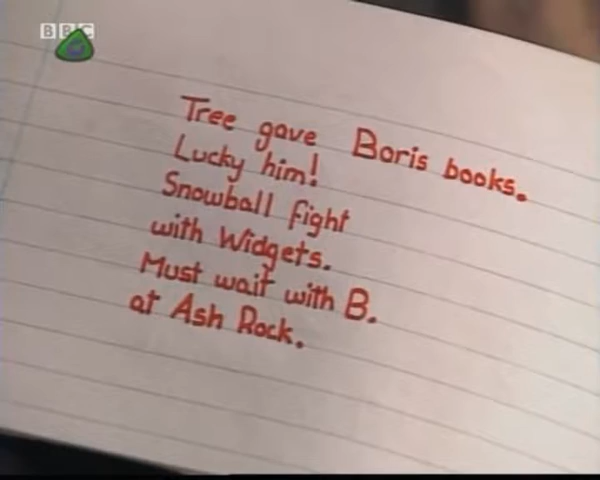 BBC
Tree gave Boris books.
Lucky him!
Snowball fight
with Widgets.
Must wait with B.
at Ash Rock.